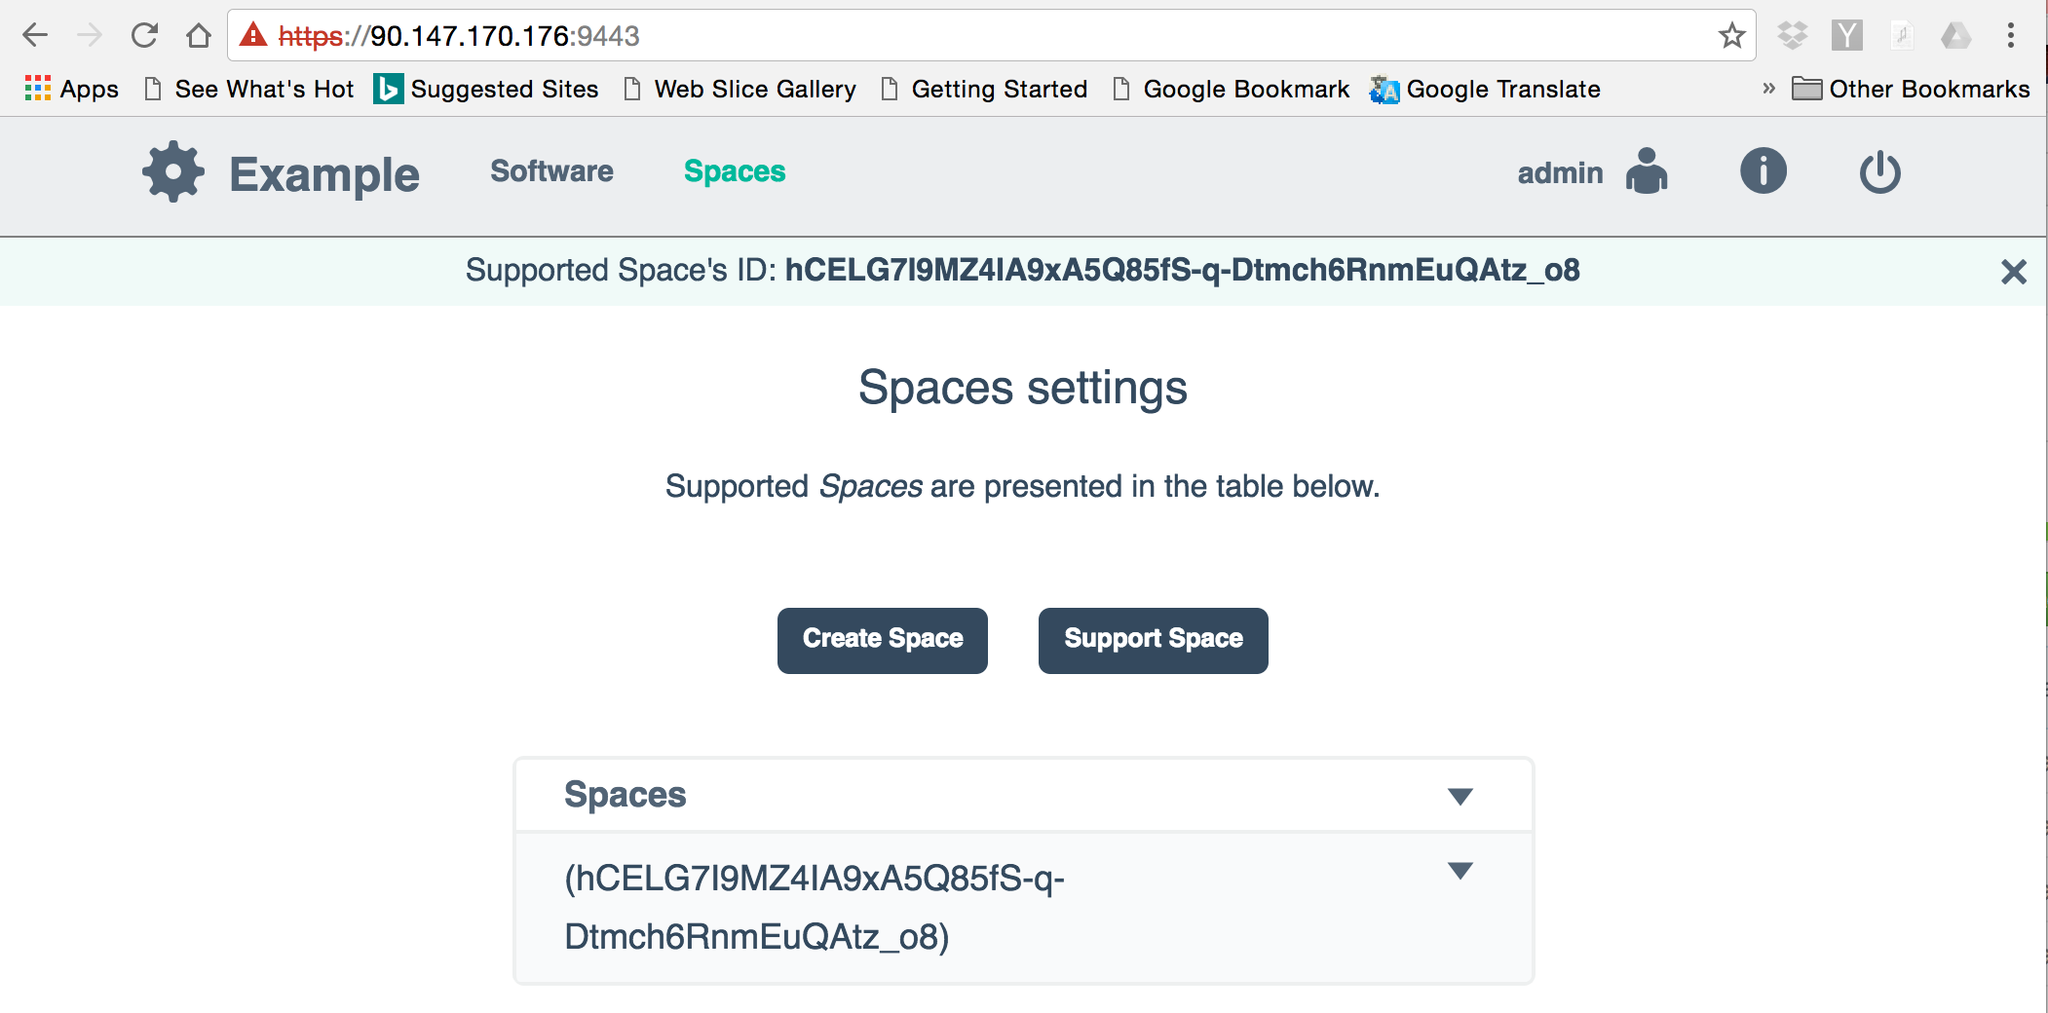 https://90.147.170.176:9443
Apps See What's Hot Suggested Sites Web Slice Gallery Getting Started Google Bookmark Google Translate » Other Bookmarks
Example Software Spaces admin
Supported Space's ID: hCELG7I9MZ4IA9xA5Q85fS-q-Dtmch6RnmEuQAtz_o8
Spaces settings
Supported Spaces are presented in the table below.
Create Space Support Space
Spaces
(hCELG7I9MZ4IA9xA5Q85fS-q-
Dtmch6RnmEuQAtz_o8)